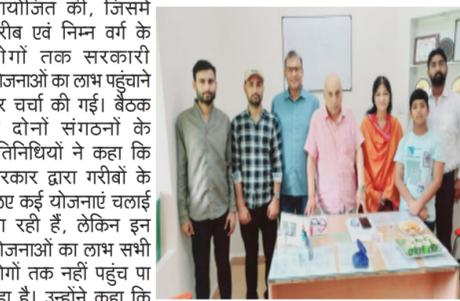 योजित की, जिसमें
रीब एवं निम्न वर्ग के
ोगों तक सरकारी
ोजनाओं का लाभ पहुंचाने
र चर्चा की गई। बैठक
दोनों संगठनों के
तिनिधियों ने कहा कि
रकार द्वारा गरीबों के
ए कई योजनाएं चलाई
ा रही हैं, लेकिन इन
ोजनाओं का लाभ सभी
ोगों तक नहीं पहुंच पा
हा है। उन्होंने कहा कि